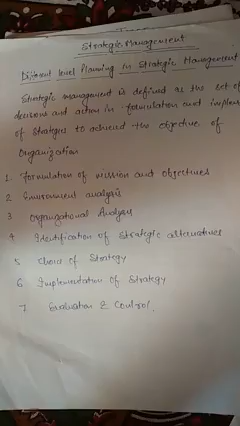 Strategic Management
Different level Planning In Strategic Management
Strategic management is defined as the set of
decisions and action in formulation and implem
of strategies to achieved the objective of
Organization
1. Formulation of mission and objectives
2 Environment analysis
3 Organizational Analysis
4 Identification of strategic alternatives
5 Choice of Strategy
6 Implementation Of Strategy
7 Evaluation & Control.